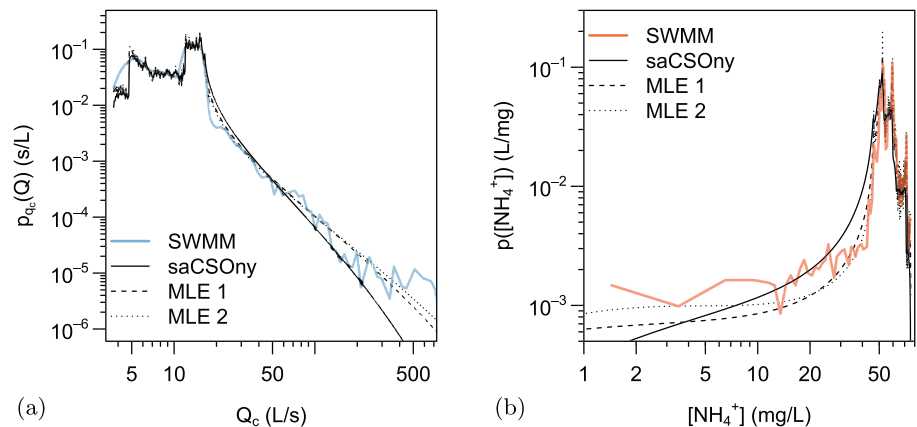 10⁻¹
10⁻²
10⁻³
10⁻⁴
10⁻⁵
10⁻⁶
p_qc(Q) (s/L)
SWMM
saCSOny
MLE 1
MLE 2
5 10 50 500
Q_c (L/s)
(a)
10⁻¹
10⁻²
10⁻³
p([NH₄⁺]) (L/mg)
SWMM
saCSOny
MLE 1
MLE 2
1 2 5 10 20 50
[NH₄⁺] (mg/L)
(b)